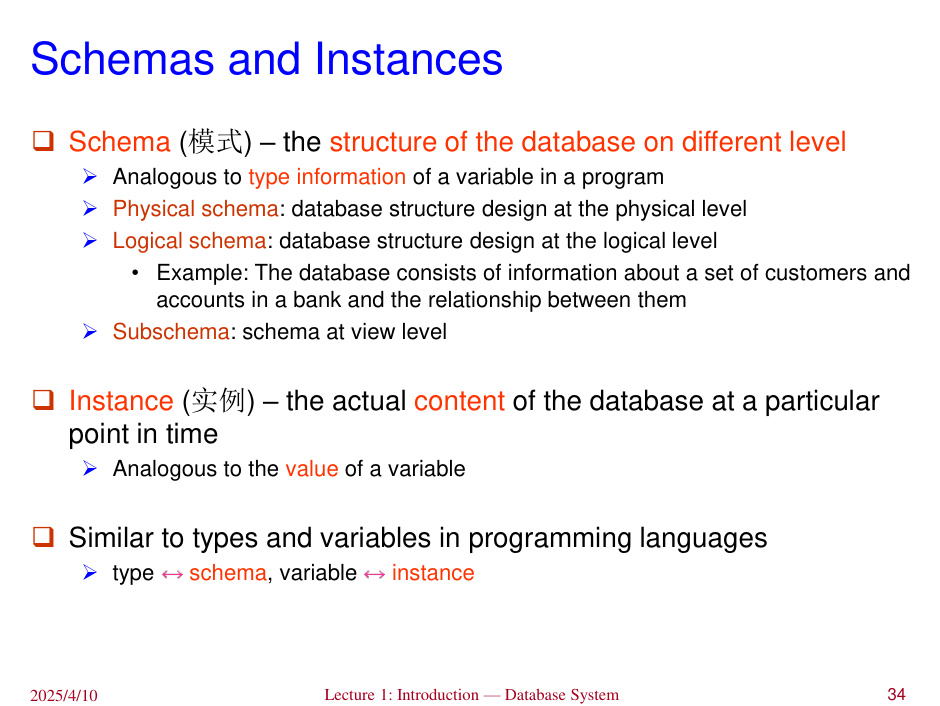 Schemas and Instances
❑ Schema (模式) – the structure of the database on different level
➢ Analogous to type information of a variable in a program
➢ Physical schema: database structure design at the physical level
➢ Logical schema: database structure design at the logical level
• Example: The database consists of information about a set of customers and
accounts in a bank and the relationship between them
➢ Subschema: schema at view level
❑ Instance (实例) – the actual content of the database at a particular
point in time
➢ Analogous to the value of a variable
❑ Similar to types and variables in programming languages
➢ type ↔ schema, variable ↔ instance
2025/4/10 Lecture 1: Introduction — Database System 34